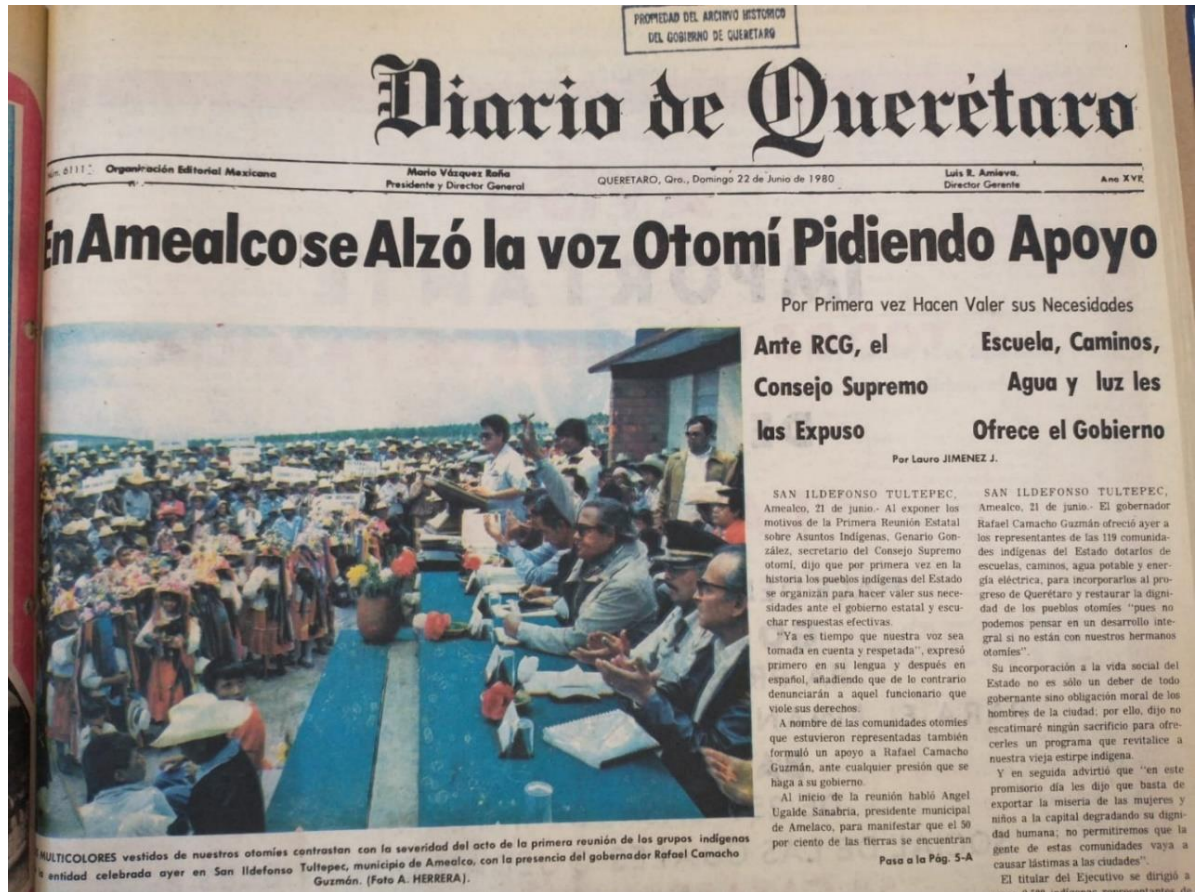 PROPIEDAD DEL ARCHIVO HISTORICO
DEL GOBIERNO DE QUERETARO
Diario de Querétaro
Núm. 6111
Organización Editorial Mexicana
Mario Vázquez Raña
Presidente y Director General
QUERETARO, Qro., Domingo 22 de Junio de 1980
Luis R. Amieva.
Director Gerente
Ano XVII
En Amealco se Alzó la voz Otomí Pidiendo Apoyo
Por Primera vez Hacen Valer sus Necesidades
Ante RCG, el
Consejo Supremo
las Expuso
Escuela, Caminos,
Agua y luz les
Ofrece el Gobierno
Por Lauro JIMENEZ J.
SAN ILDEFONSO TULTEPEC,
Amealco, 21 de junio.- Al exponer los
motivos de la Primera Reunión Estatal
sobre Asuntos Indígenas, Genario Gon-
zález, secretario del Consejo Supremo
otomí, dijo que por primera vez en la
historia los pueblos indígenas del Estado
se organizan para hacer valer sus nece-
sidades ante el gobierno estatal y escu-
char respuestas efectivas.
"Ya es tiempo que nuestra voz sea
tomada en cuenta y respetada", expresó
primero en su lengua y después en
español, añadiendo que de lo contrario
denunciarán a aquel funcionario que
viole sus derechos.
A nombre de las comunidades otomíes
que estuvieron representadas también
formuló un apoyo a Rafael Camacho
Guzmán, ante cualquier presión que se
haga a su gobierno.
Al inicio de la reunión habló Angel
Ugalde Sanabria, presidente municipal
de Amelaco, para manifestar que el 50
por ciento de las tierras se encuentran
Pasa a la Pág. 5-A
SAN ILDEFONSO TULTEPEC,
Amealco, 21 de junio.- El gobernador
Rafael Camacho Guzmán ofreció ayer a
los representantes de las 119 comunida-
des indígenas del Estado dotarlos de
escuelas, caminos, agua potable y ener-
gía eléctrica, para incorporarlos al pro-
greso de Querétaro y restaurar la digni-
dad de los pueblos otomíes "pues no
podemos pensar en un desarrollo inte-
gral si no están con nuestros hermanos
otomíes".
Su incorporación a la vida social del
Estado no es sólo un deber de todo
gobernante sino obligación moral de los
hombres de la ciudad; por ello, dijo no
escatimaré ningún sacrificio para ofre-
cerles un programa que revitalice a
nuestra vieja estirpe indígena.
Y en seguida advirtió que "en este
promisorio día les dijo que basta de
exportar la miseria de las mujeres y
niños a la capital degradando su digni-
dad humana; no permitiremos que la
gente de estas comunidades vaya a
causar lástimas a las ciudades".
El titular del Ejecutivo se dirigió a
indígenas representantes de
MULTICOLORES vestidos de nuestros otomíes contrastan con la severidad del acto de la primera reunión de los grupos indígenas
entidad celebrada ayer en San Ildefonso Tultepec, municipio de Amealco, con la presencia del gobernador Rafael Camacho
Guzmán. (Foto A. HERRERA).